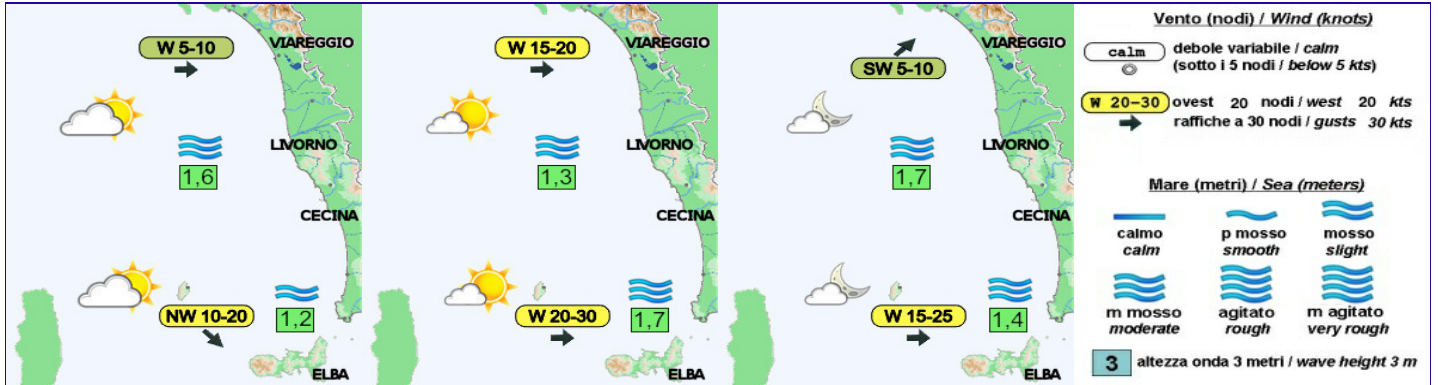 W 5-10
VIAREGGIO
LIVORNO
1,6
CECINA
NW 10-20
1,2
ELBA
W 15-20
VIAREGGIO
LIVORNO
1,3
CECINA
W 20-30
1,7
ELBA
SW 5-10
VIAREGGIO
LIVORNO
1,7
CECINA
W 15-25
1,4
ELBA
Vento (nodi) / Wind (knots)
calm
debole variabile / calm
(sotto i 5 nodi / below 5 kts)
W 20-30
ovest 20 nodi / west 20 kts
raffiche a 30 nodi / gusts 30 kts
Mare (metri) / Sea (meters)
calmo
calm
p mosso
smooth
mosso
slight
m mosso
moderate
agitato
rough
m agitato
very rough
3
altezza onda 3 metri / wave height 3 m